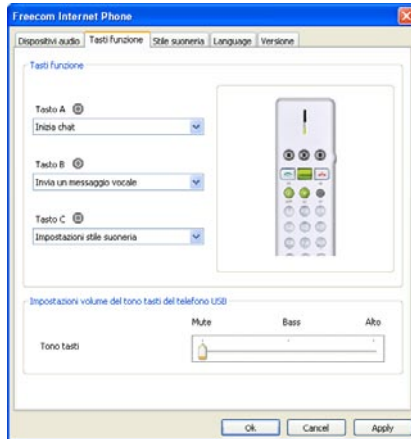 Freecom Internet Phone
Dispositivi audio Tasti funzione Stile suoneria Language Versione
Tasti funzione
Tasto A
Inizia chat
Tasto B
Invia un messaggio vocale
Tasto C
Impostazioni stile suoneria
Impostazioni volume del tono tasti del telefono USB
Mute Bass Alto
Tono tasti
Ok Cancel Apply